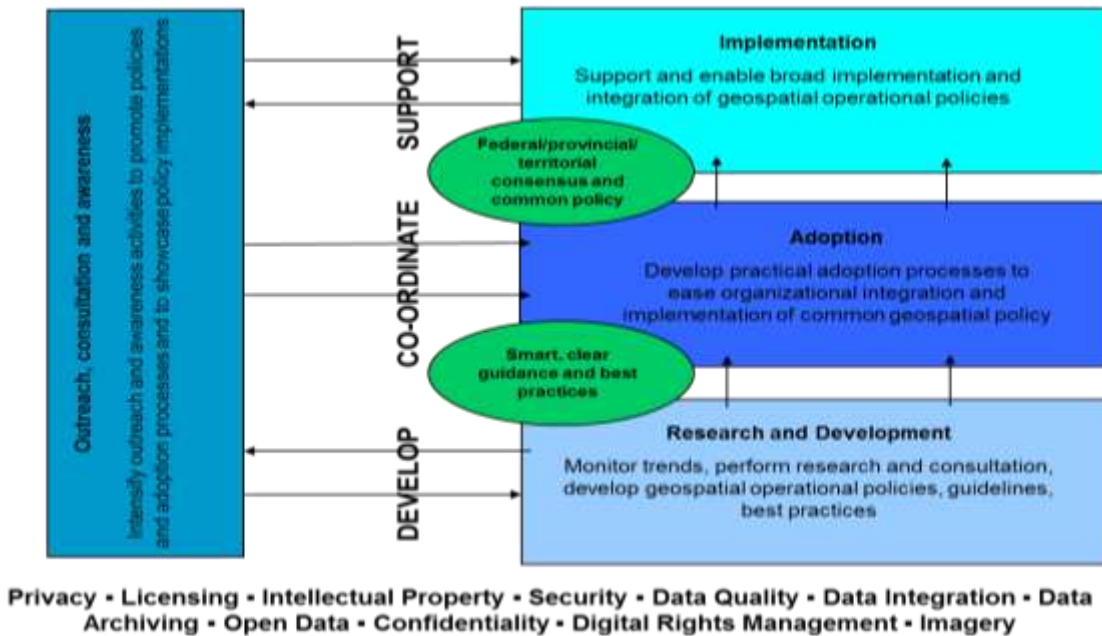 Outreach, consultation and awareness
Intensify outreach and awareness activities to promote policies
and adoption processes and to showcase policy implementations
SUPPORT
CO-ORDINATE
DEVELOP
Implementation
Support and enable broad implementation and
integration of geospatial operational policies
Federal/provincial/
territorial
consensus and
common policy
Adoption
Develop practical adoption processes to
ease organizational integration and
implementation of common geospatial policy
Smart, clear
guidance and best
practices
Research and Development
Monitor trends, perform research and consultation,
develop geospatial operational policies, guidelines,
best practices
Privacy - Licensing - Intellectual Property - Security - Data Quality - Data Integration - Data
Archiving - Open Data - Confidentiality - Digital Rights Management - Imagery